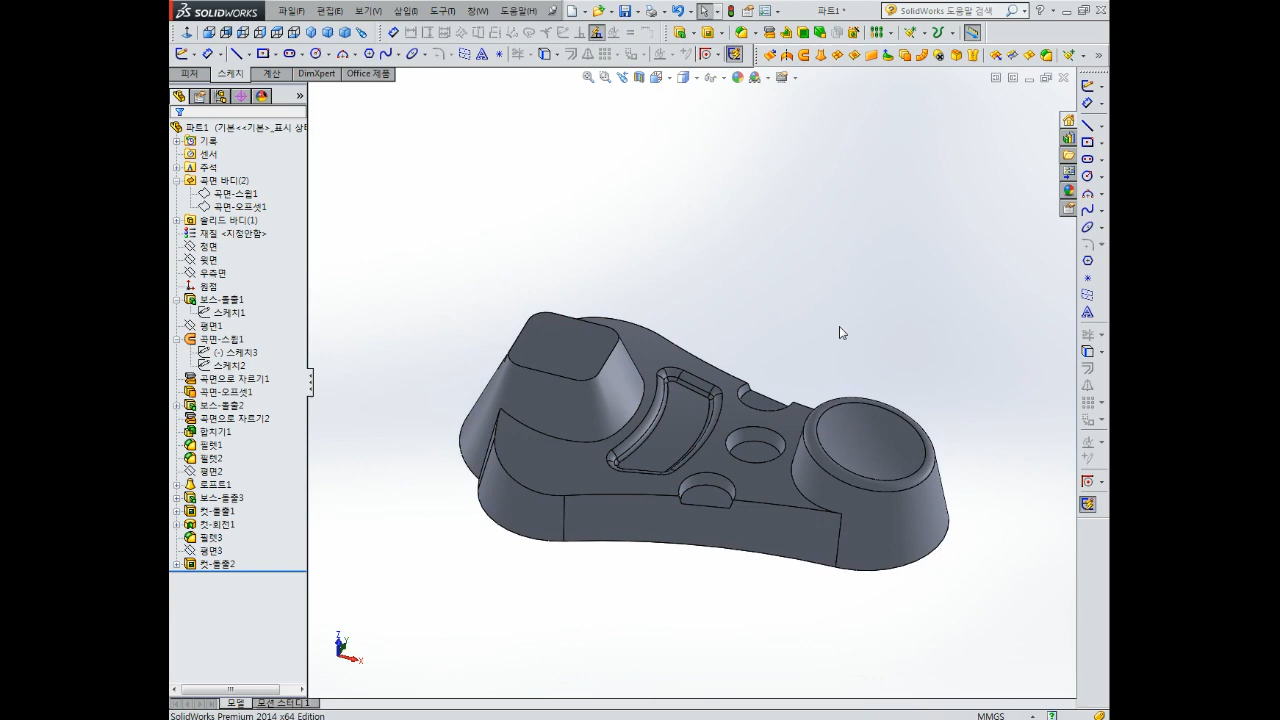 SOLIDWORKS 파일(F) 편집(E) 보기(V) 삽입(I) 도구(T) 창(W) 도움말(H) 파트1 * SolidWorks 도움말 검색
피처 스케치 계산 DimXpert Office 제품
파트1 (기본<<기본>_표시 상태
기록
센서
주석
곡면 바디(2)
곡면-스윕1
곡면-오프셋1
솔리드 바디(1)
재질 <지정안함>
정면
윗면
우측면
원점
보스-돌출1
스케치1
평면1
곡면-스윕1
(-) 스케치3
스케치2
곡면으로 자르기1
곡면-오프셋1
보스-돌출2
곡면으로 자르기2
합치기1
필렛1
필렛2
평면2
로프트1
보스-돌출3
컷-돌출1
컷-회전1
필렛3
평면3
컷-돌출2
Z
Y
X
모델 모션 스터디 1
SolidWorks Premium 2014 x64 Edition MMGS